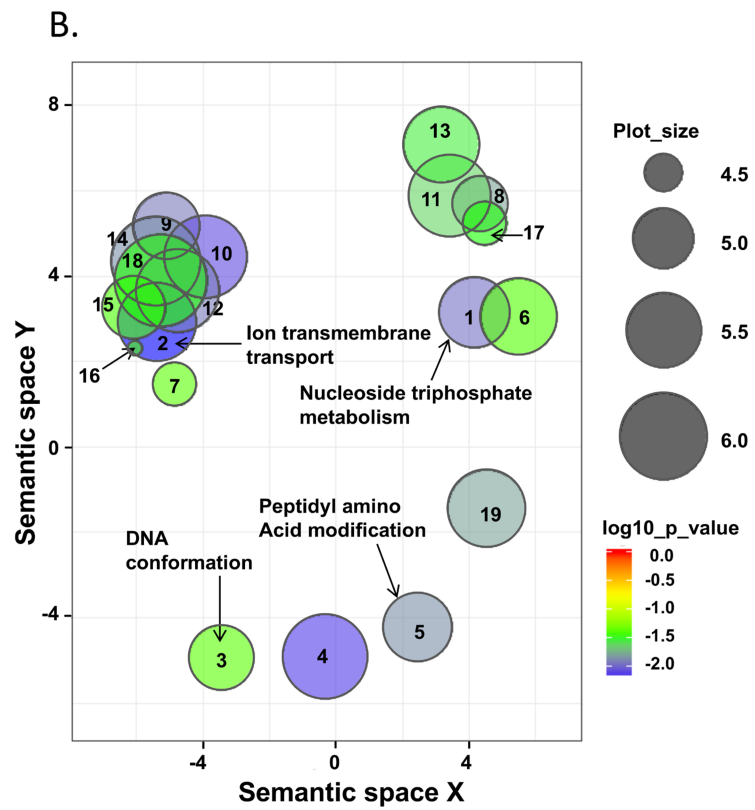 B.
8
4
0
-4
Semantic space Y
-4
0
4
Semantic space X
13
11
8
17
9
14
10
18
15
12
2
16
7
Ion transmembrane
transport
1
6
Nucleoside triphosphate
metabolism
19
Peptidyl amino
Acid modification
DNA
conformation
3
4
5
Plot_size
4.5
5.0
5.5
6.0
log10_p_value
0.0
-0.5
-1.0
-1.5
-2.0